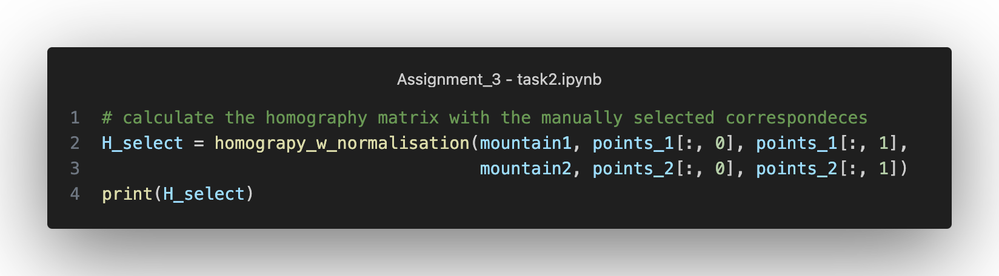 Assignment_3 - task2.ipynb
1 # calculate the homography matrix with the manually selected correspondeces
2 H_select = homograpy_w_normalisation(mountain1, points_1[:, 0], points_1[:, 1],
3                                      mountain2, points_2[:, 0], points_2[:, 1])
4 print(H_select)